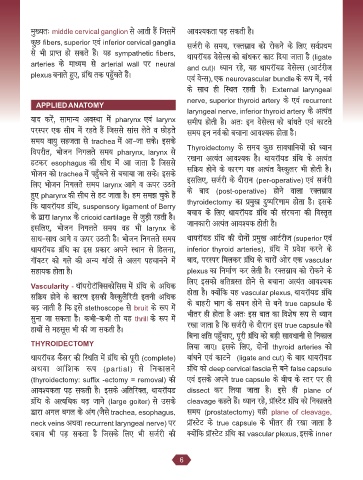 मुख्यतः middle cervical ganglion से आती हैं जिसमें
कुछ fibers, superior एवं inferior cervical ganglia
से भी प्राप्त हो सकते हैं। यह sympathetic fibers,
arteries के माध्यम से arterial wall पर neural
plexus बनाते हुए, ग्रंथि तक पहुँचते हैं।
APPLIED ANATOMY
याद करें, सामान्य अवस्था में pharynx एवं larynx
परस्पर एक सीध में रहते हैं जिससे सांस लेते व छोड़ते
समय वायु सहजता से trachea में आ-जा सके। इसके
विपरीत, भोजन निगलते समय pharynx, larynx से
हटकर esophagus की सीध में आ जाता है जिससे
भोजन को trachea में पहुँचने से बचाया जा सके। इसके
लिए भोजन निगलते समय larynx आगे व ऊपर उठते
हुए pharynx की सीध से हट जाता है। हम समझ चुके हैं
कि थायरॉयड ग्रंथि, suspensory ligament of Berry
के द्वारा larynx के cricoid cartilage से जुड़ी रहती है।
इसलिए, भोजन निगलते समय वह भी larynx के
साथ-साथ आगे व ऊपर उठती है। भोजन निगलते समय
थायरॉयड ग्रंथि का इस प्रकार अपने स्थान से हिलना,
गॉयटर को गले की अन्य गांठों से अलग पहचानने में
सहायक होता है।
Vascularity - थॉयरोटॉक्सिकोसिस में ग्रंथि के अधिक
सक्रिय होने के कारण इसकी वैस्कुलैरिटी इतनी अधिक
बढ़ जाती है कि इसे stethoscope से bruit के रूप में
सुना जा सकता है। कभी-कभी तो यह thrill के रूप में
हाथों से महसूस भी की जा सकती है।
THYROIDECTOMY
थायरॉयड कैंसर की स्थिति में ग्रंथि को पूरी (complete)
अथवा आंशिक रूप (partial) से निकालने
(thyroidectomy: suffix -ectomy = removal) की
आवश्यकता पड़ सकती है। इसके अतिरिक्त, थायरॉयड
ग्रंथि के अत्यधिक बढ़ जाने (large goiter) से उसके
द्वारा अगल बगल के अंग (जैसे trachea, esophagus,
neck veins अथवा recurrent laryngeal nerve) पर
दबाव भी पड़ सकता है जिसके लिए भी सर्जरी की
आवश्यकता पड़ सकती है।
सर्जरी के समय, रक्तस्राव को रोकने के लिए सर्वप्रथम
थायरॉयड वेसेल्स को बांधकर काट दिया जाता है (ligate
and cut)। ध्यान रहे, यह थायरॉयड वेसेल्स (आर्टरीज
एवं वेन्स), एक neurovascular bundle के रूप में, नर्व
के साथ ही स्थित रहती है। External laryngeal
nerve, superior thyroid artery के एवं recurrent
laryngeal nerve, inferior thyroid artery के अत्यंत
समीप होती है। अतः इन वेसेल्स को बांधते एवं काटते
समय इन नर्व को बचाना आवश्यक होता है।
Thyroidectomy के समय कुछ सावधानियों को ध्यान
रखना अत्यंत आवश्यक है। थायरॉयड ग्रंथि के अत्यंत
सक्रिय होने के कारण यह अत्यंत वैस्कुलर भी होती है।
इसलिए, सर्जरी के दौरान (per-operative) एवं सर्जरी
के बाद (post-operative) होने वाला रक्तस्राव
thyroidectomy का प्रमुख दुष्परिणाम होता है। इसके
बचाव के लिए थायरॉयड ग्रंथि की संरचना की विस्तृत
जानकारी अत्यंत आवश्यक होती है।
थायरॉयड ग्रंथि की दोनों प्रमुख आर्टरीज (superior एवं
inferior thyroid arteries), ग्रंथि में प्रवेश करने के
बाद, परस्पर मिलकर ग्रंथि के चारों ओर एक vascular
plexus का निर्माण कर लेती हैं। रक्तस्राव को रोकने के
लिए इसको क्षतिग्रस्त होने से बचाना अत्यंत आवश्यक
होता है। क्योंकि यह vascular plexus, थायरॉयड ग्रंथि
के बाहरी भाग के सघन होने से बने true capsule के
भीतर ही होता है अतः इस बात का विशेष रूप से ध्यान
रखा जाता है कि सर्जरी के दौरान इस true capsule को
बिना क्षति पहुँचाए, पूरी ग्रंथि को बड़ी सावधानी से निकाल
लिया जाए। इसके लिए, दोनों thyroid arteries को
बांधने एवं काटने (ligate and cut) के बाद थायरॉयड
ग्रंथि को deep cervical fascia से बने false capsule
एवं इसके अपने true capsule के बीच के स्तर पर ही
dissect कर लिया जाता है। इसे ही plane of
cleavage कहते हैं। ध्यान रहे, प्रॉस्टेट ग्रंथि को निकालते
समय (prostatectomy) यही plane of cleavage,
प्रॉस्टेट के true capsule के भीतर ही रखा जाता है
क्योंकि प्रॉस्टेट ग्रंथि का vascular plexus, इसके inner
6